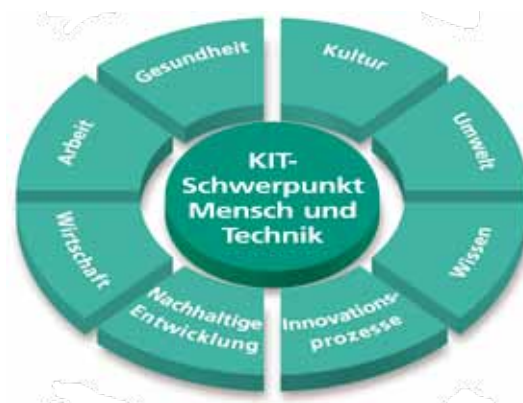 KIT-
Schwerpunkt
Mensch und
Technik
Kultur
Umwelt
Wissen
Innovations-
prozesse
Nachhaltige
Entwicklung
Wirtschaft
Arbeit
Gesundheit